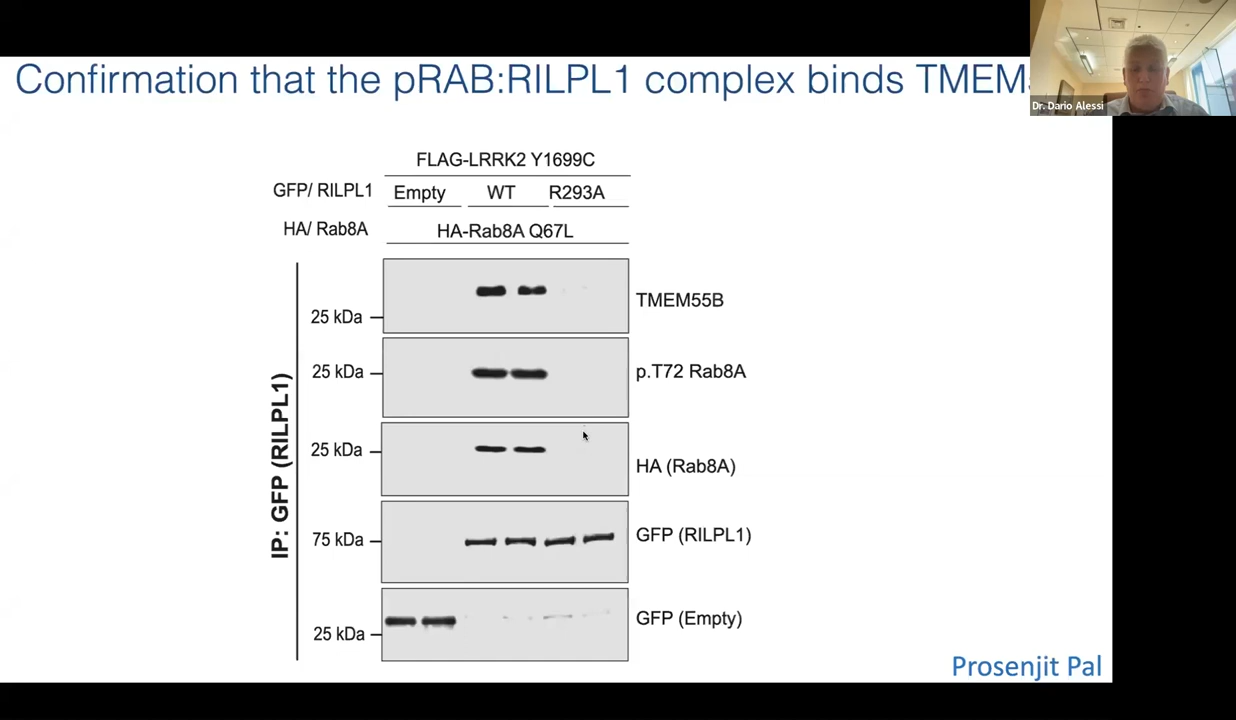 Confirmation that the pRAB:RILPL1 complex binds TMEM
Dr. Dario Alessi
FLAG-LRRK2 Y1699C
GFP/ RILPL1 Empty WT R293A
HA/ Rab8A HA-Rab8A Q67L
IP: GFP (RILPL1)
25 kDa TMEM55B
25 kDa p.T72 Rab8A
25 kDa HA (Rab8A)
75 kDa GFP (RILPL1)
25 kDa GFP (Empty)
Prosenjit Pal